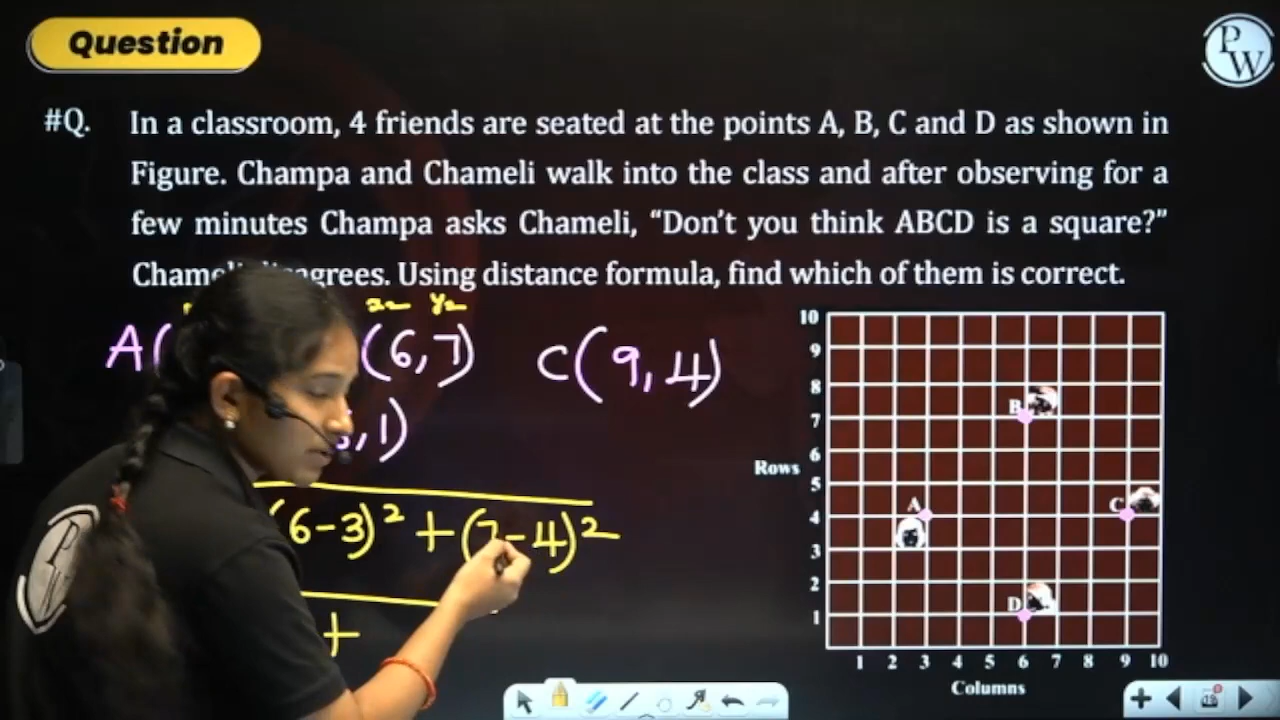 Question
PW
#Q. In a classroom, 4 friends are seated at the points A, B, C and D as shown in
Figure. Champa and Chameli walk into the class and after observing for a
few minutes Champa asks Chameli, “Don't you think ABCD is a square?”
Using distance formula, find which of them is correct.
x2 y2
A( (6,7) C(9,4)
,1)
(6-3)² + (7-4)²
+
10
9
8
B
7
6
Rows
5
A C
4
3
2
D
1
1 2 3 4 5 6 7 8 9 10
Columns